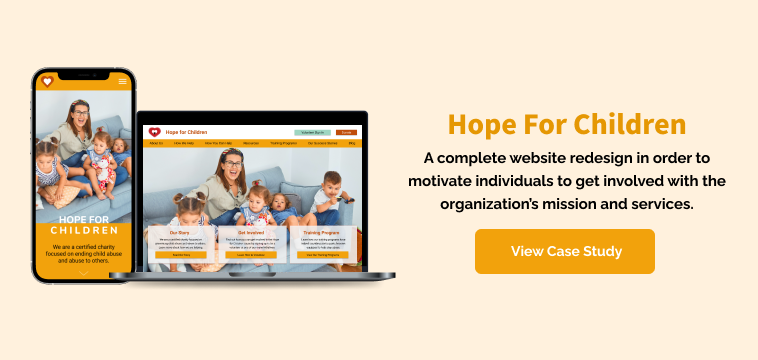 HOPE FOR
CHILDREN
We are a certified charity
focused on ending child abuse
and abuse to others.
Hope for Children
About Us
How We Help
How You Can Help
Resources
Training Programs
Our Success Stories
Blog
Our Story
Get Involved
Training Program
Hope For Children
A complete website redesign in order to
motivate individuals to get involved with the
organization's mission and services.
View Case Study